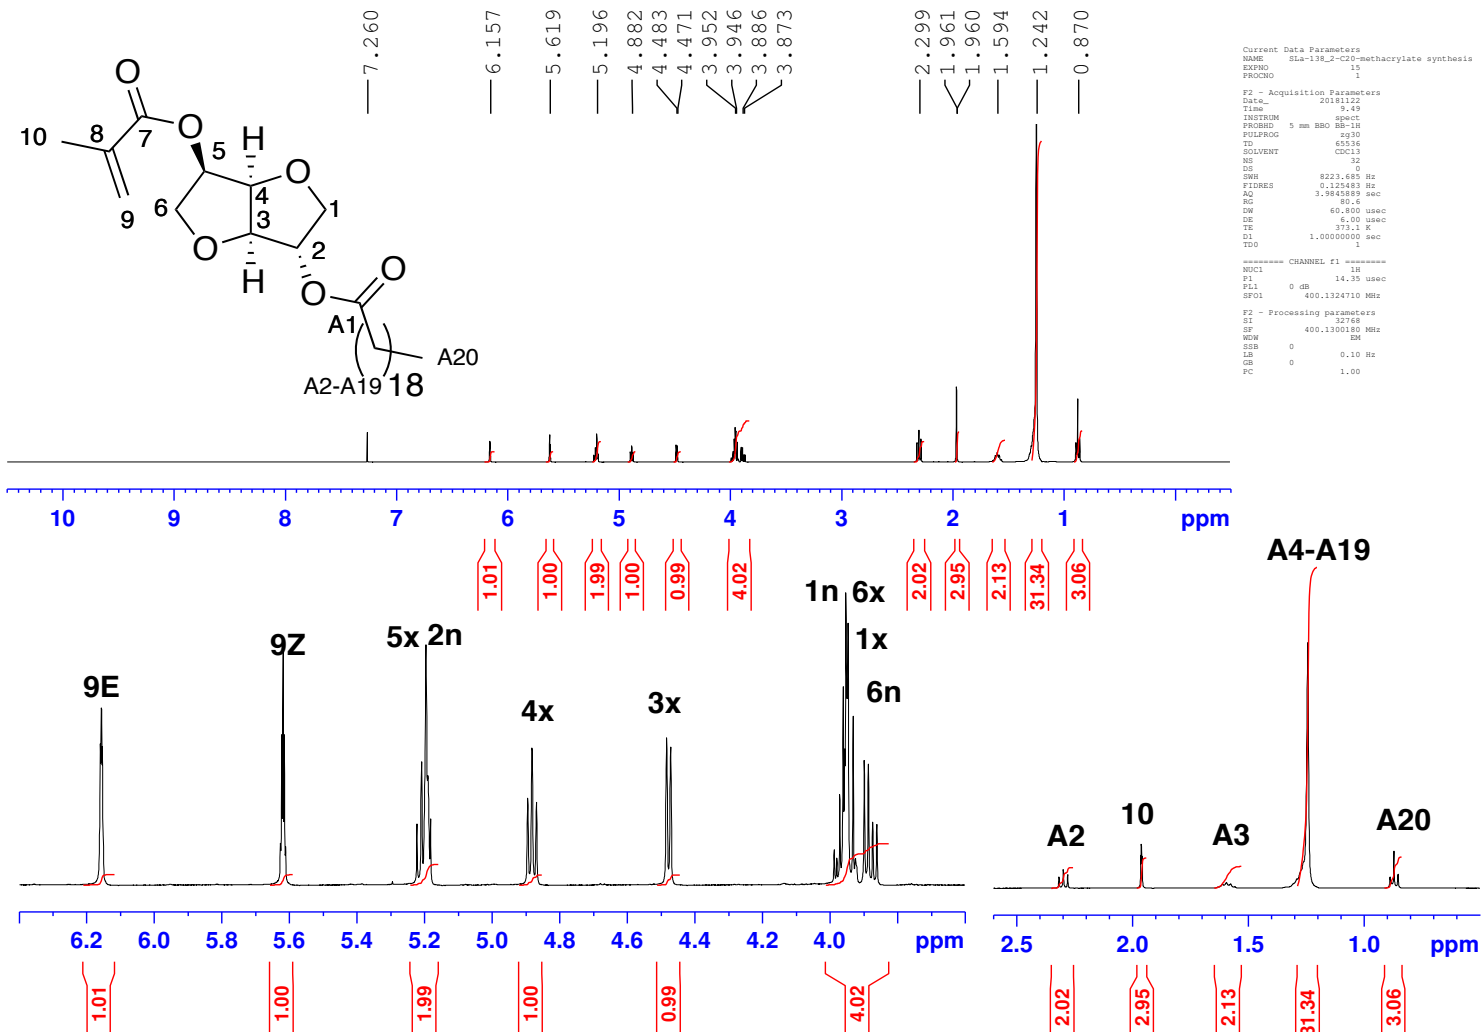 7.260
6.157
5.619
5.196
4.882
4.483
4.471
3.952
3.946
3.886
3.873
2.299
1.961
1.960
1.594
1.242
0.870
Current Data Parameters
NAME SLa-138_2-C20-methacrylate synthesis
EXPNO 15
PROCNO 1
F2 - Acquisition Parameters
Date_ 20181122
Time 9.49
INSTRUM spect
PROBHD 5 mm BBO BB-1H
PULPROG zg30
TD 65536
SOLVENT CDCl3
NS 32
DS 0
SWH 8223.685 Hz
FIDRES 0.125483 Hz
AQ 3.9845889 sec
RG 80.6
DW 60.800 usec
DE 6.00 usec
TE 373.1 K
D1 1.00000000 sec
TD0 1
======== CHANNEL f1 ========
NUC1 1H
P1 14.35 usec
PL1 0 dB
SFO1 400.1324710 MHz
F2 - Processing parameters
SI 32768
SF 400.1300180 MHz
WDW EM
SSB 0
LB 0.10 Hz
GB 0
PC 1.00
O
10 8 7 O
5 H
9 6 4 O
3 1
O 2
H O O
A1
A20
A2-A19 18
10 9 8 7 6 5 4 3 2 1 ppm
1.01 1.00 1.99 1.00 0.99 4.02 2.02 2.95 2.13 31.34 3.06
9E
9Z
5x 2n
4x
3x
1n 6x
1x
6n
A2
10
A3
A4-A19
A20
6.2 6.0 5.8 5.6 5.4 5.2 5.0 4.8 4.6 4.4 4.2 4.0 ppm
2.5 2.0 1.5 1.0 ppm
1.01 1.00 1.99 1.00 0.99 4.02
2.02 2.95 2.13 31.34 3.06